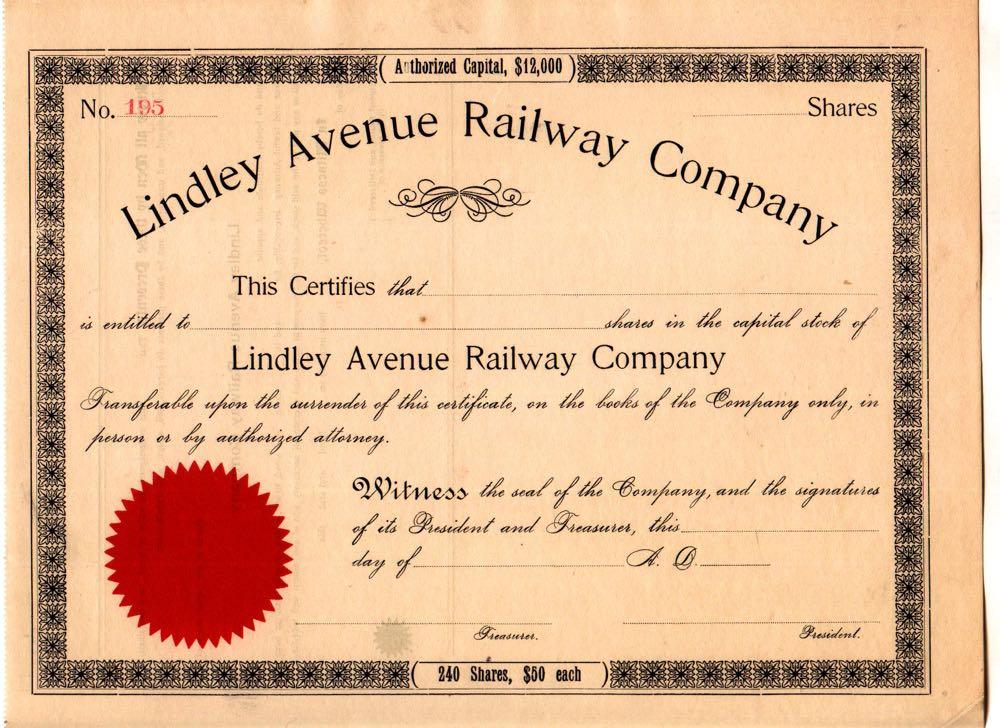 Authorized Capital, $12,000
No. 195 Shares
Lindley Avenue Railway Company
This Certifies that
is entitled to shares in the capital stock of
Lindley Avenue Railway Company
Transferable upon the surrender of this certificate, on the books of the Company only, in
person or by authorized attorney.
Witness the seal of the Company, and the signatures
of its President and Treasurer, this
day of A. D.
Treasurer. President.
240 Shares, $50 each